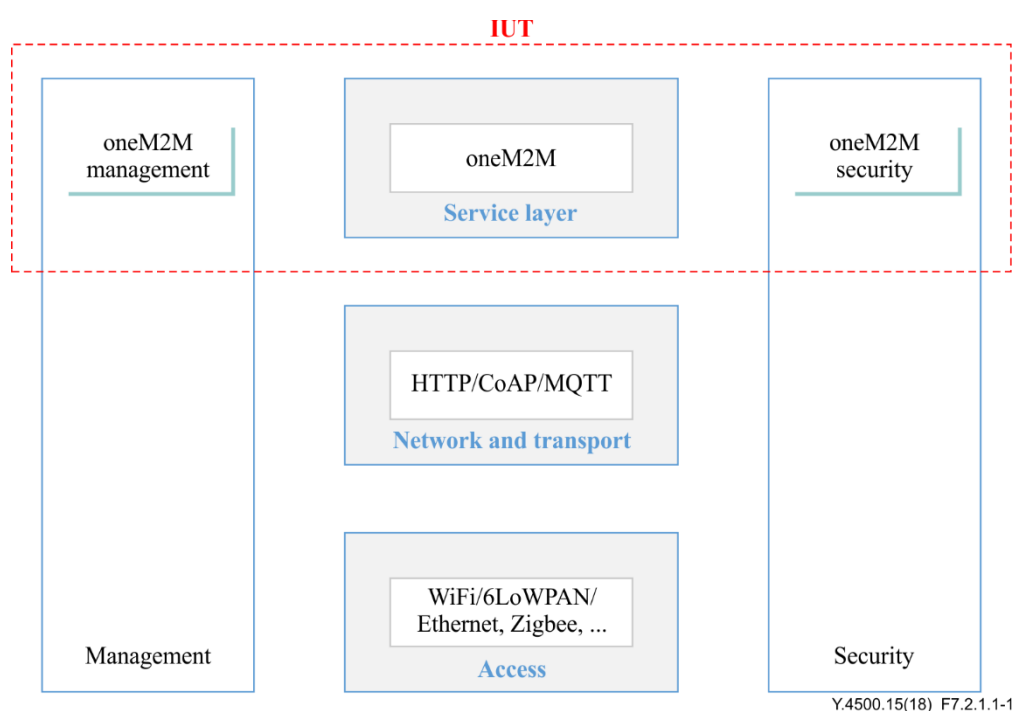 IUT
oneM2M
management
oneM2M
Service layer
oneM2M
security
HTTP/CoAP/MQTT
Network and transport
WiFi/6LoWPAN/
Ethernet, Zigbee, ...
Access
Management
Security
Y.4500.15(18)_F7.2.1.1-1